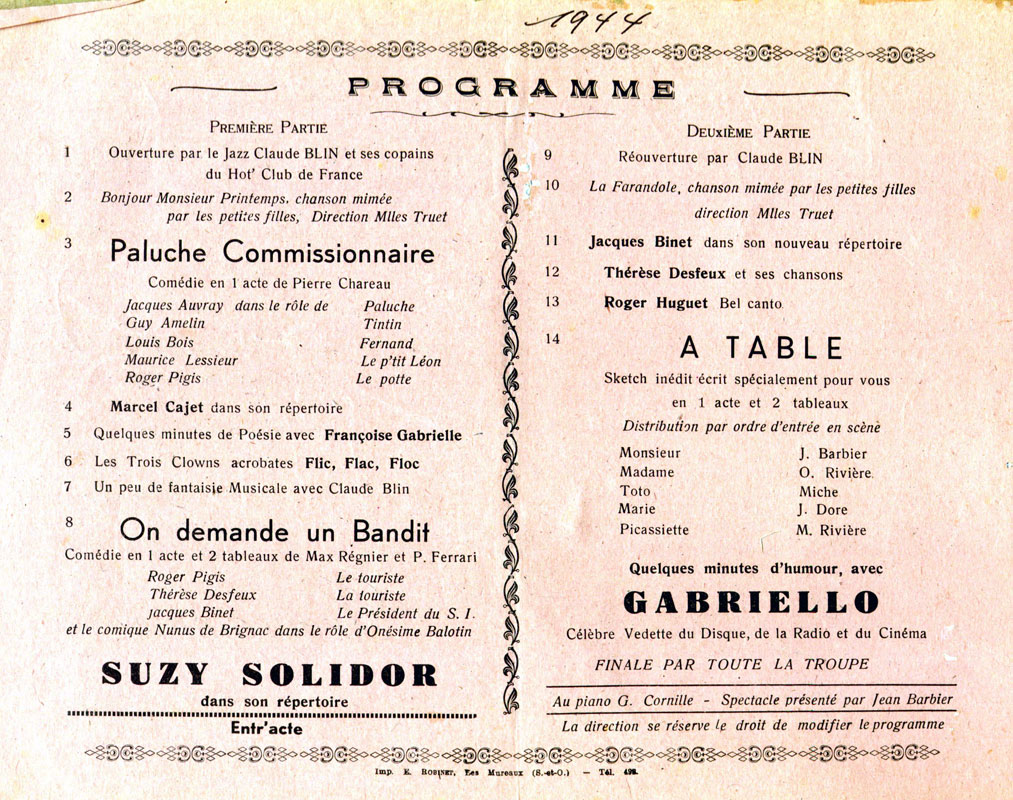 1944
PROGRAMME
PREMIÈRE PARTIE
1 Ouverture par le Jazz Claude BLIN et ses copains
du Hot' Club de France
2 Bonjour Monsieur Printemps, chanson mimée
par les petites filles, Direction Mlles Truet
3 Paluche Commissionnaire
Comédie en 1 acte de Pierre Chareau
Jacques Auvray dans le rôle de Paluche
Guy Amelin Tintin
Louis Bois Fernand
Maurice Lessieur Le p'tit Léon
Roger Pigis Le potte
4 Marcel Cajet dans son répertoire
5 Quelques minutes de Poésie avec Françoise Gabrielle
6 Les Trois Clowns acrobates Flic, Flac, Floc
7 Un peu de fantaisie Musicale avec Claude Blin
8 On demande un Bandit
Comédie en 1 acte et 2 tableaux de Max Régnier et P. Ferrari
Roger Pigis Le touriste
Thérèse Desfeux La touriste
Jacques Binet Le Président du S. I.
et le comique Nunus de Brignac dans le rôle d'Onésime Balotin
SUZY SOLIDOR
dans son répertoire
Entr'acte
DEUXIÈME PARTIE
9 Réouverture par Claude BLIN
10 La Farandole, chanson mimée par les petites filles
direction Mlles Truet
11 Jacques Binet dans son nouveau répertoire
12 Thérèse Desfeux et ses chansons
13 Roger Huguet Bel canto
14 A TABLE
Sketch inédit écrit spécialement pour vous
en 1 acte et 2 tableaux
Distribution par ordre d'entrée en scène
Monsieur J. Barbier
Madame O. Rivière
Toto Miche
Marie J. Dore
Picassiette M. Rivière
Quelques minutes d'humour, avec
GABRIELLO
Célèbre Vedette du Disque, de la Radio et du Cinéma
FINALE PAR TOUTE LA TROUPE
Au piano G. Cornille - Spectacle présenté par Jean Barbier
La direction se réserve le droit de modifier le programme
Imp. E. ROBINET, Les Mureaux (S.-et-O.) — Tél.